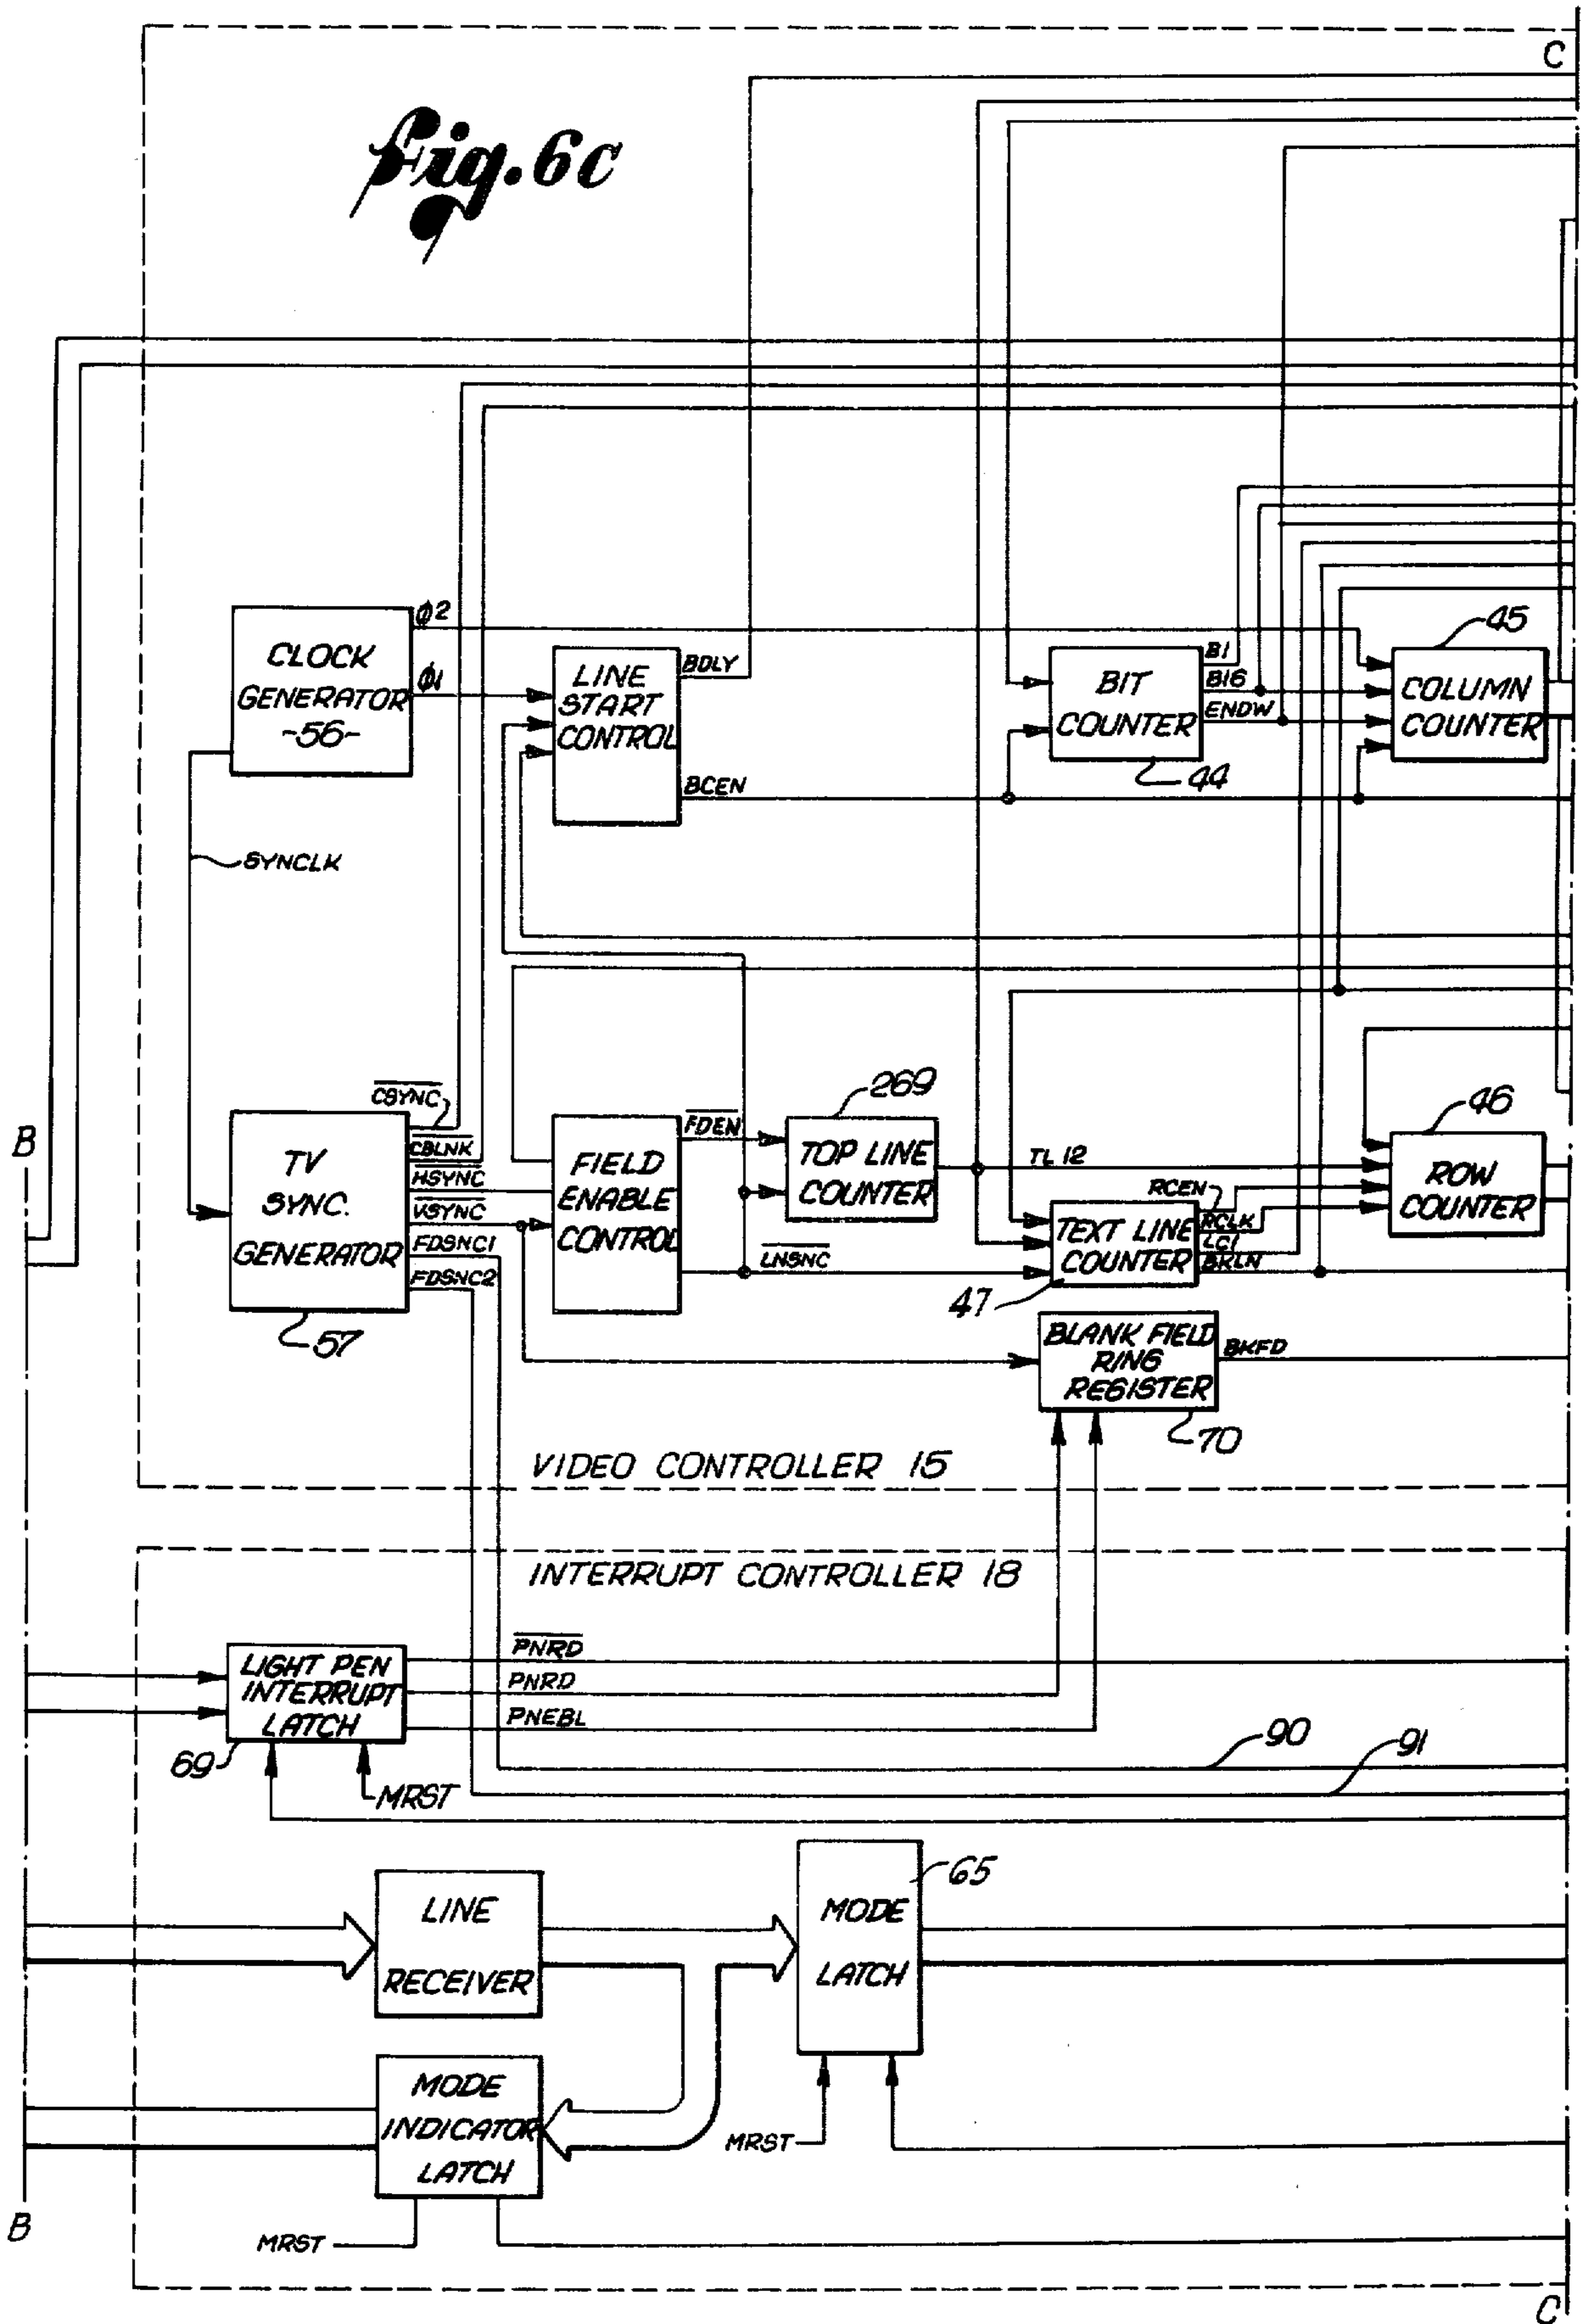 C
Fig. 6c
CLOCK
GENERATOR
-56-
φ2
φ1
SYNCLK
LINE
START
CONTROL
BDLY
BCEN
BIT
COUNTER
44
B1
B16
ENDW
45
COLUMN
COUNTER
B
TV
SYNC.
GENERATOR
57
CSYNC
CBLNK
HSYNC
VSYNC
FDSNC1
FDSNC2
FIELD
ENABLE
CONTROL
FDEN
LNSNC
269
TOP LINE
COUNTER
TL 12
TEXT LINE
COUNTER
47
RCEN
RCLK
LC1
BKLN
46
ROW
COUNTER
BLANK FIELD
RING
REGISTER
70
BKFD
VIDEO CONTROLLER 15
INTERRUPT CONTROLLER 18
LIGHT PEN
INTERRUPT
LATCH
69
MRST
PNRD
PNRD
PNEBL
90
91
LINE
RECEIVER
65
MODE
LATCH
MRST
MODE
INDICATOR
LATCH
MRST
B
C